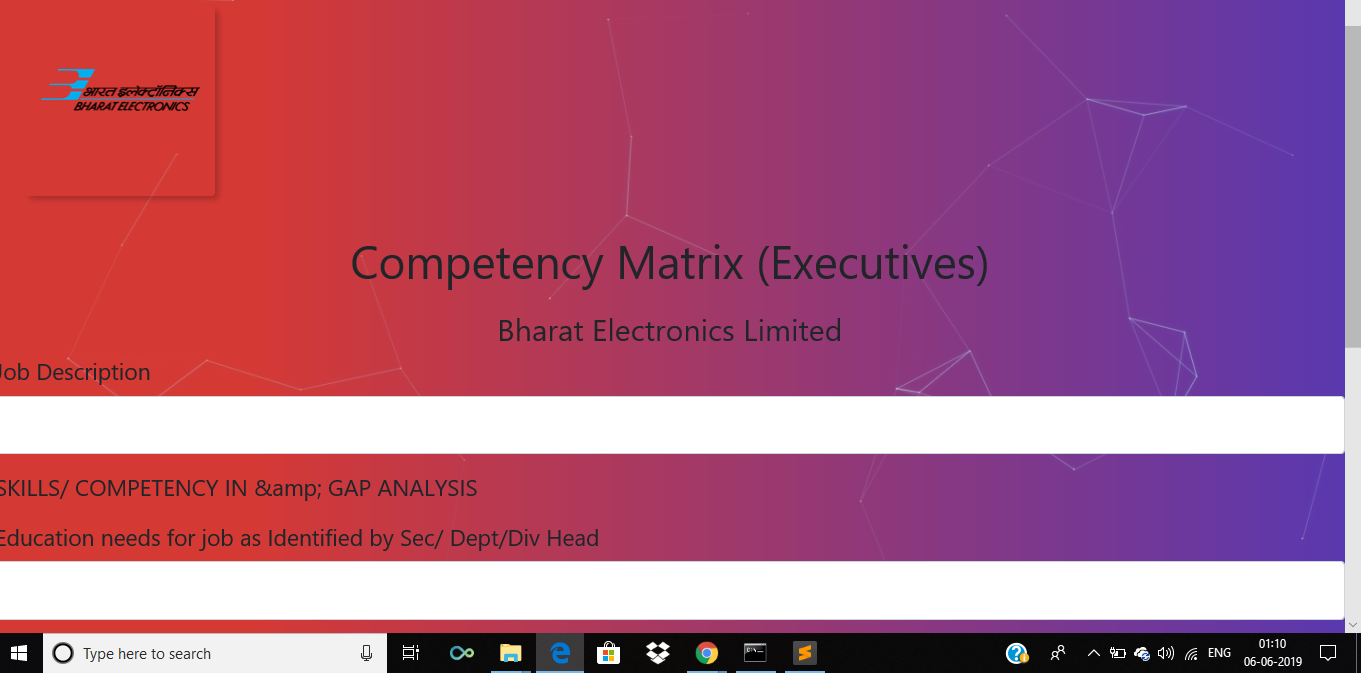 भारत इलेक्ट्रॉनिक्स
BHARAT ELECTRONICS
Competency Matrix (Executives)
Bharat Electronics Limited
Job Description
SKILLS/ COMPETENCY IN &amp; GAP ANALYSIS
Education needs for job as Identified by Sec/ Dept/Div Head
Type here to search
ENG
01:10
06-06-2019